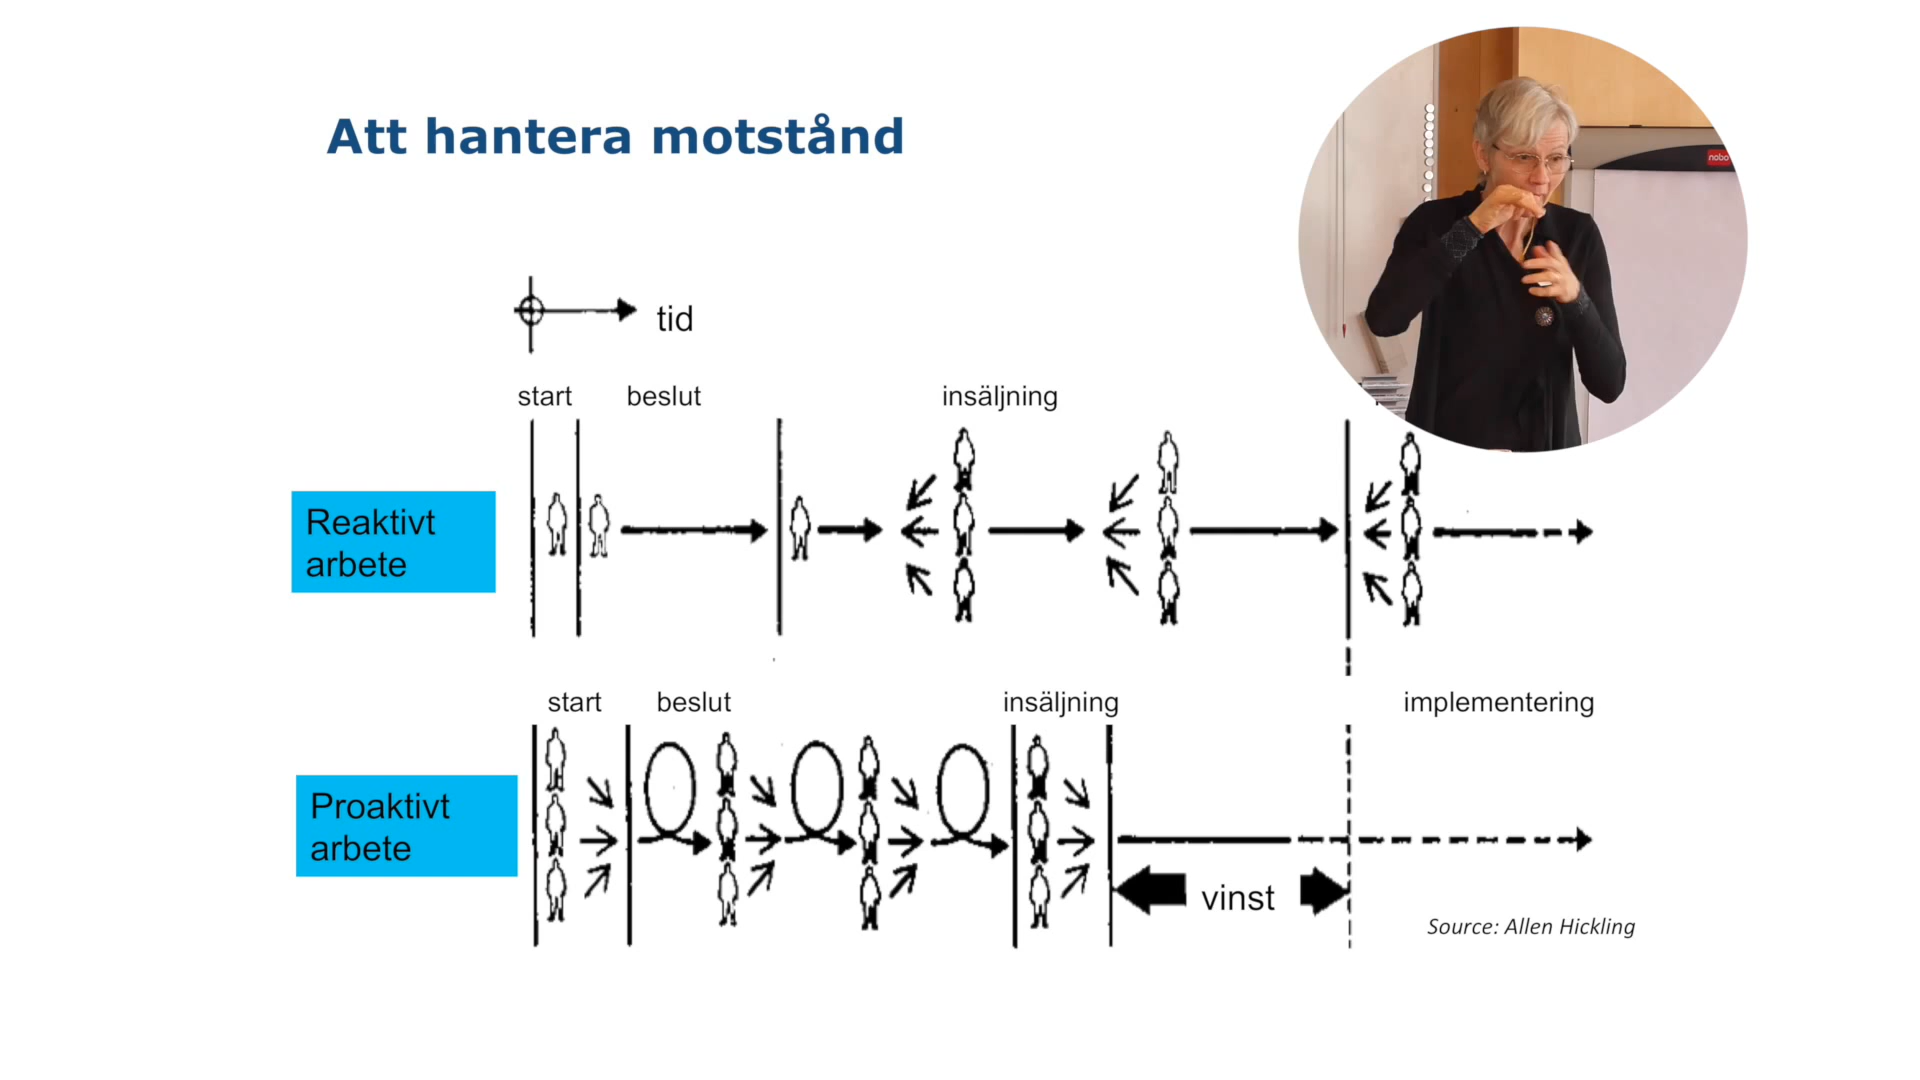 Att hantera motstånd
nobo
tid
start
beslut
insäljning
Reaktivt
arbete
start
beslut
insäljning
implementering
Proaktivt
arbete
vinst
Source: Allen Hickling